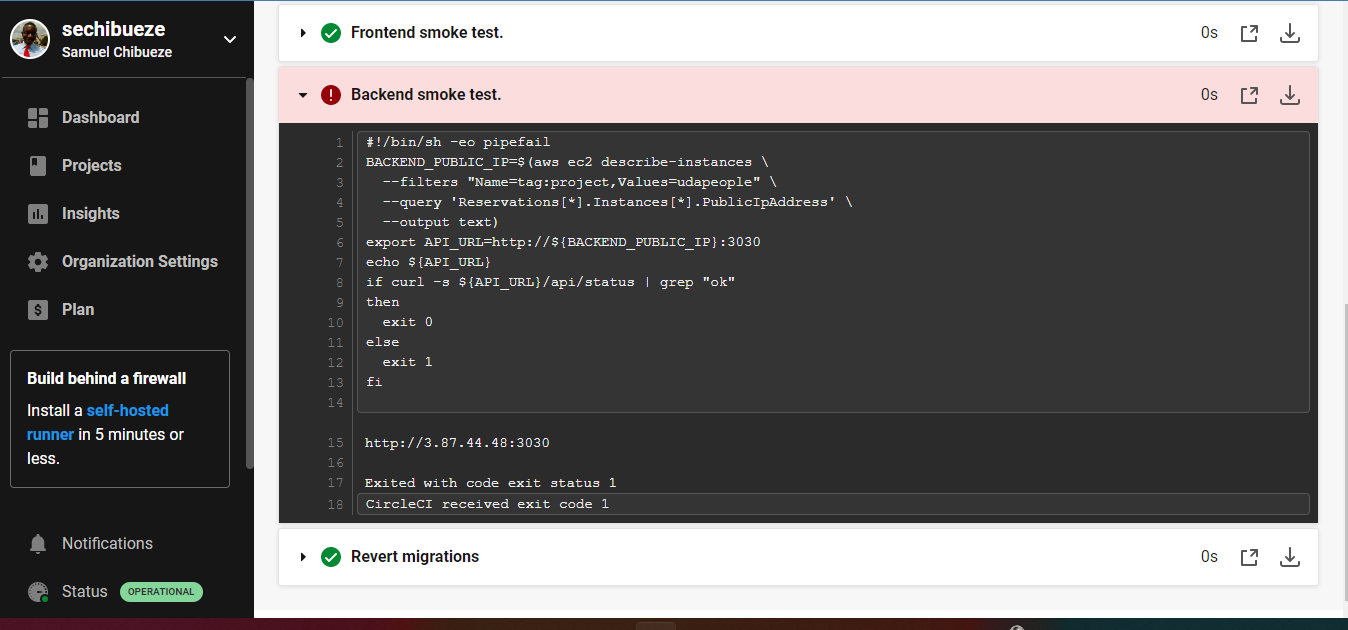 sechibueze
Samuel Chibueze
Dashboard
Projects
Insights
Organization Settings
Plan
Build behind a firewall
Install a self-hosted
runner in 5 minutes or
less.
Notifications
Status OPERATIONAL
Frontend smoke test. 0s
Backend smoke test. 0s
1 #!/bin/sh -eo pipefail
2 BACKEND_PUBLIC_IP=$(aws ec2 describe-instances \
3 --filters "Name=tag:project,Values=udapeople" \
4 --query 'Reservations[*].Instances[*].PublicIpAddress' \
5 --output text)
6 export API_URL=http://${BACKEND_PUBLIC_IP}:3030
7 echo ${API_URL}
8 if curl -s ${API_URL}/api/status | grep "ok"
9 then
10 exit 0
11 else
12 exit 1
13 fi
14
15 http://3.87.44.48:3030
16
17 Exited with code exit status 1
18 CircleCI received exit code 1
Revert migrations 0s